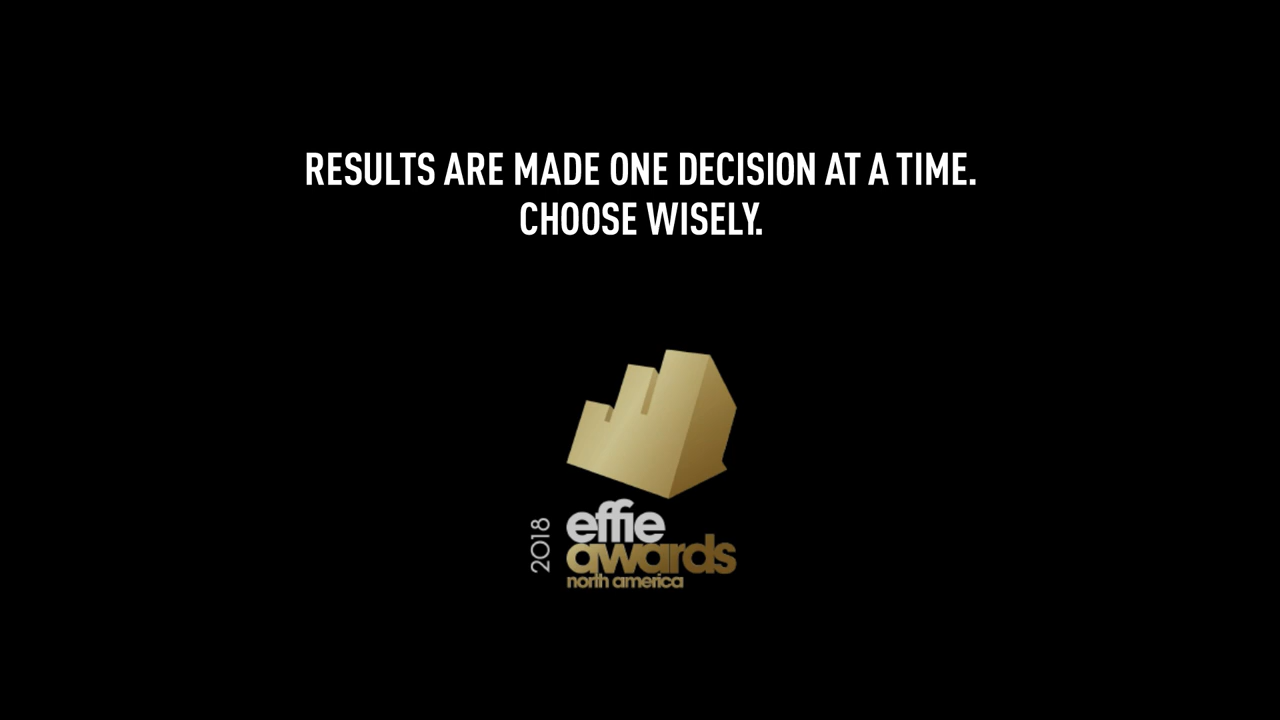 RESULTS ARE MADE ONE DECISION AT A TIME.
CHOOSE WISELY.
2018
effie
awards
north america